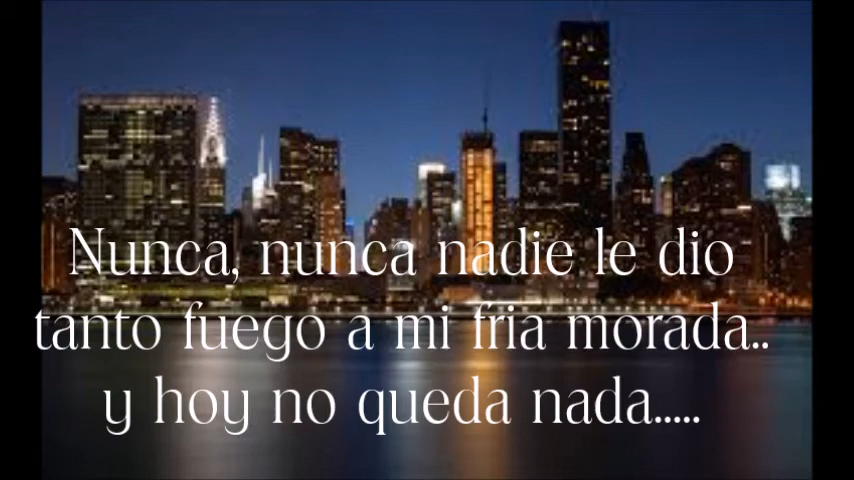 Nunca, nunca nadie le dio
tanto fuego a mi fria morada..
y hoy no queda nada.....